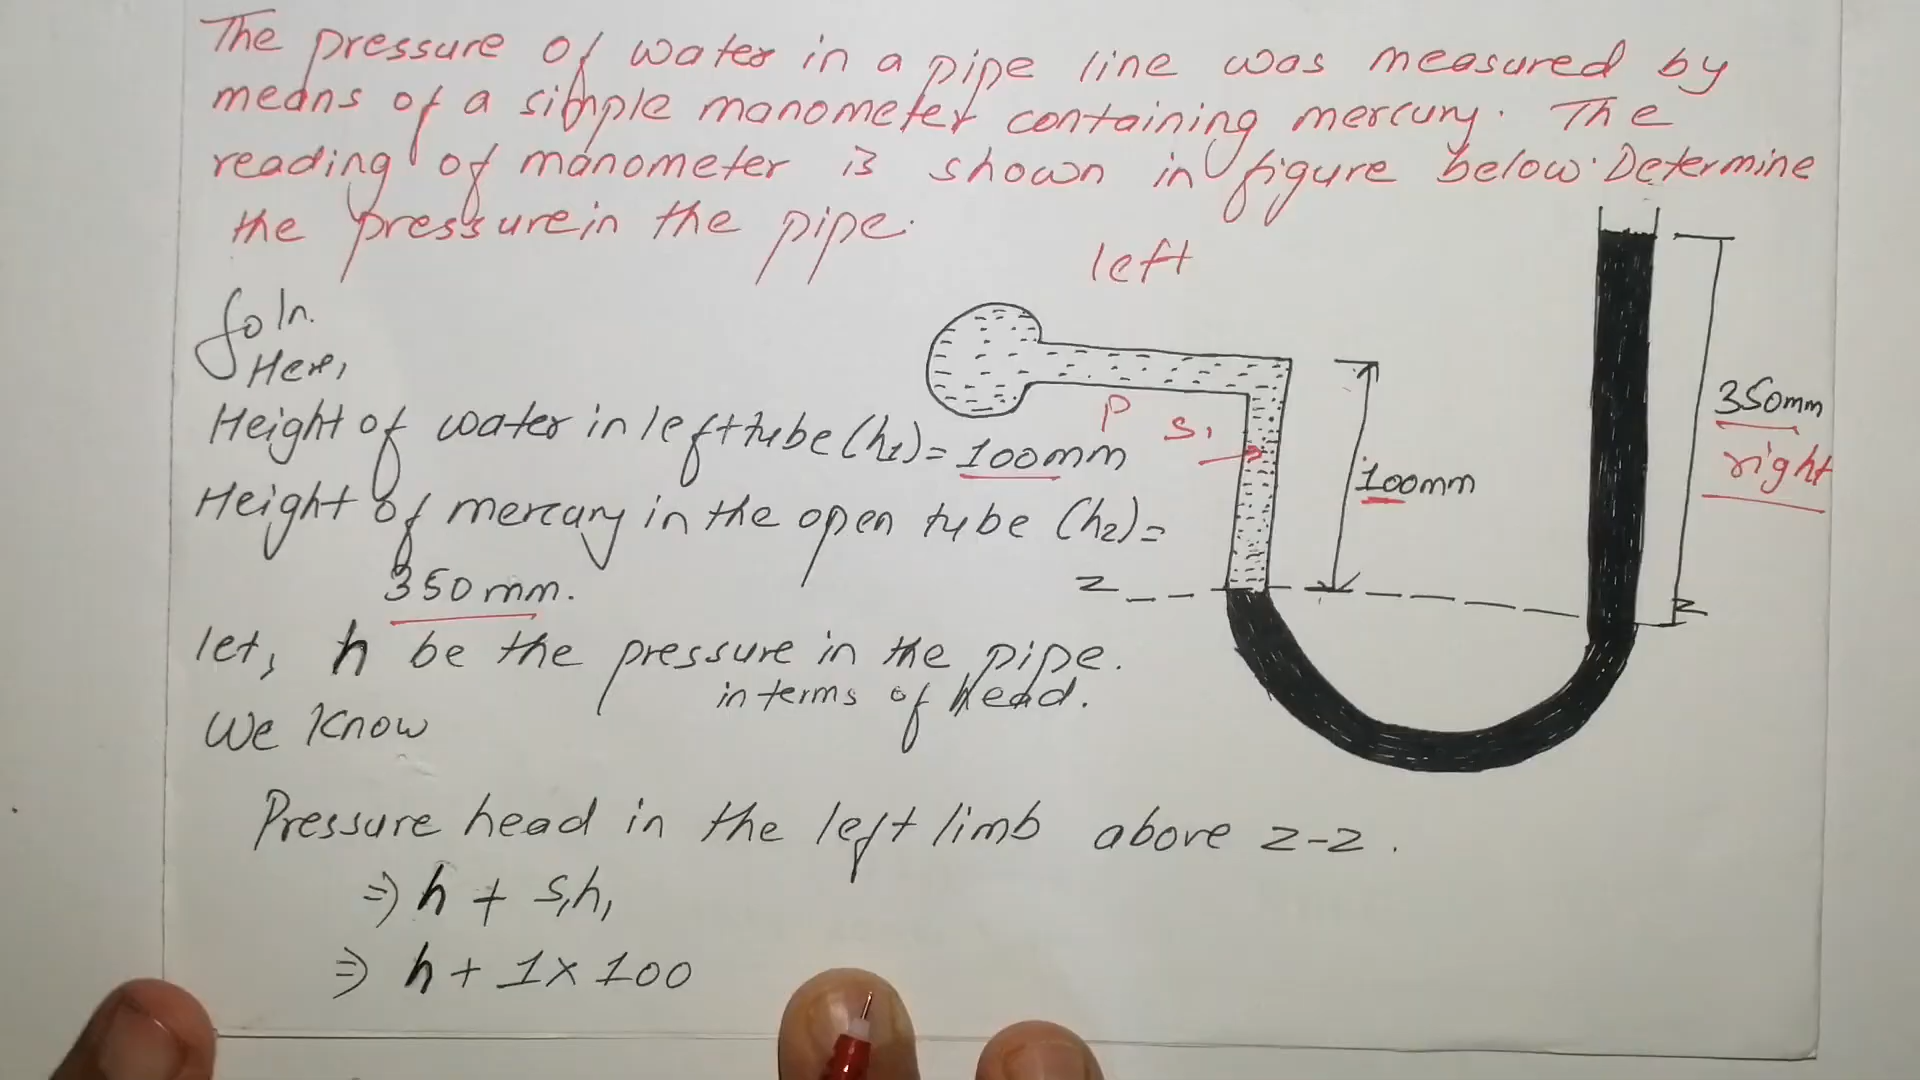 The pressure of water in a pipe line was measured by
means of a simple manometer containing mercury. The
reading of manometer is shown in figure below. Determine
the pressure in the pipe.
left
Soln.
Here,
Height of water in left tube (h1) = 100mm
Height of mercury in the open tube (h2) =
350mm.
let, h be the pressure in the pipe.
in terms of head.
We know
Pressure head in the left limb above z-z.
=> h + s1h1
=> h + 1 x 100
P
S1
100mm
350mm
right
z
z